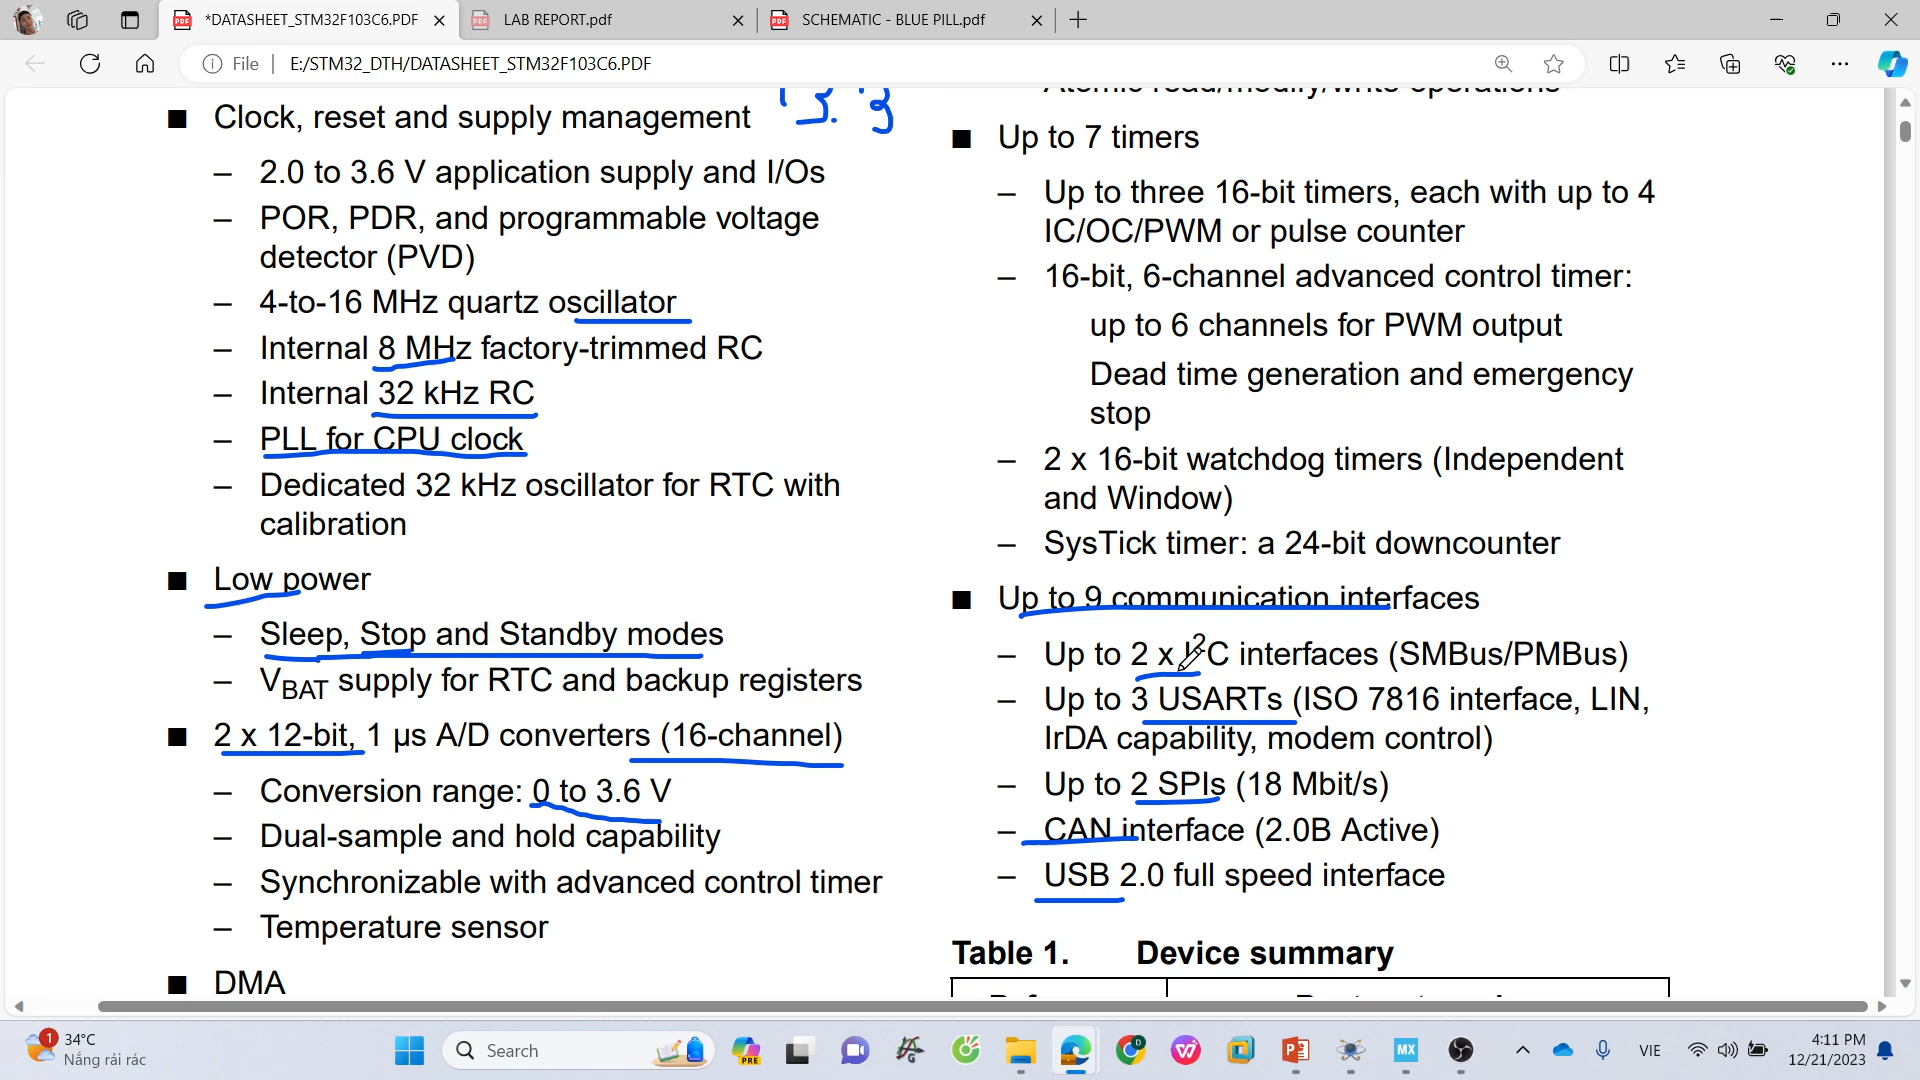 *DATASHEET_STM32F103C6.PDF
LAB REPORT.pdf
SCHEMATIC - BLUE PILL.pdf
File
E:/STM32_DTH/DATASHEET_STM32F103C6.PDF
■ Clock, reset and supply management
3.3
– 2.0 to 3.6 V application supply and I/Os
– POR, PDR, and programmable voltage
detector (PVD)
– 4-to-16 MHz quartz oscillator
– Internal 8 MHz factory-trimmed RC
– Internal 32 kHz RC
– PLL for CPU clock
– Dedicated 32 kHz oscillator for RTC with
calibration
■ Low power
– Sleep, Stop and Standby modes
– VBAT supply for RTC and backup registers
■ 2 x 12-bit, 1 µs A/D converters (16-channel)
– Conversion range: 0 to 3.6 V
– Dual-sample and hold capability
– Synchronizable with advanced control timer
– Temperature sensor
■ DMA
Atomic read/modify/write operations
■ Up to 7 timers
– Up to three 16-bit timers, each with up to 4
IC/OC/PWM or pulse counter
– 16-bit, 6-channel advanced control timer:
up to 6 channels for PWM output
Dead time generation and emergency
stop
– 2 x 16-bit watchdog timers (Independent
and Window)
– SysTick timer: a 24-bit downcounter
■ Up to 9 communication interfaces
– Up to 2 x I²C interfaces (SMBus/PMBus)
– Up to 3 USARTs (ISO 7816 interface, LIN,
IrDA capability, modem control)
– Up to 2 SPIs (18 Mbit/s)
– CAN interface (2.0B Active)
– USB 2.0 full speed interface
Table 1. Device summary
1
34°C
Nắng rải rác
Search
PRE
MX
VIE
4:11 PM
12/21/2023